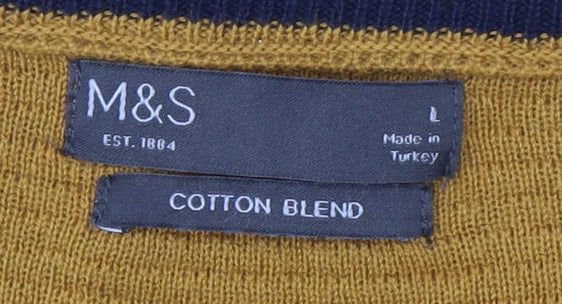 M&S
EST. 1884
L
Made in
Turkey
COTTON BLEND